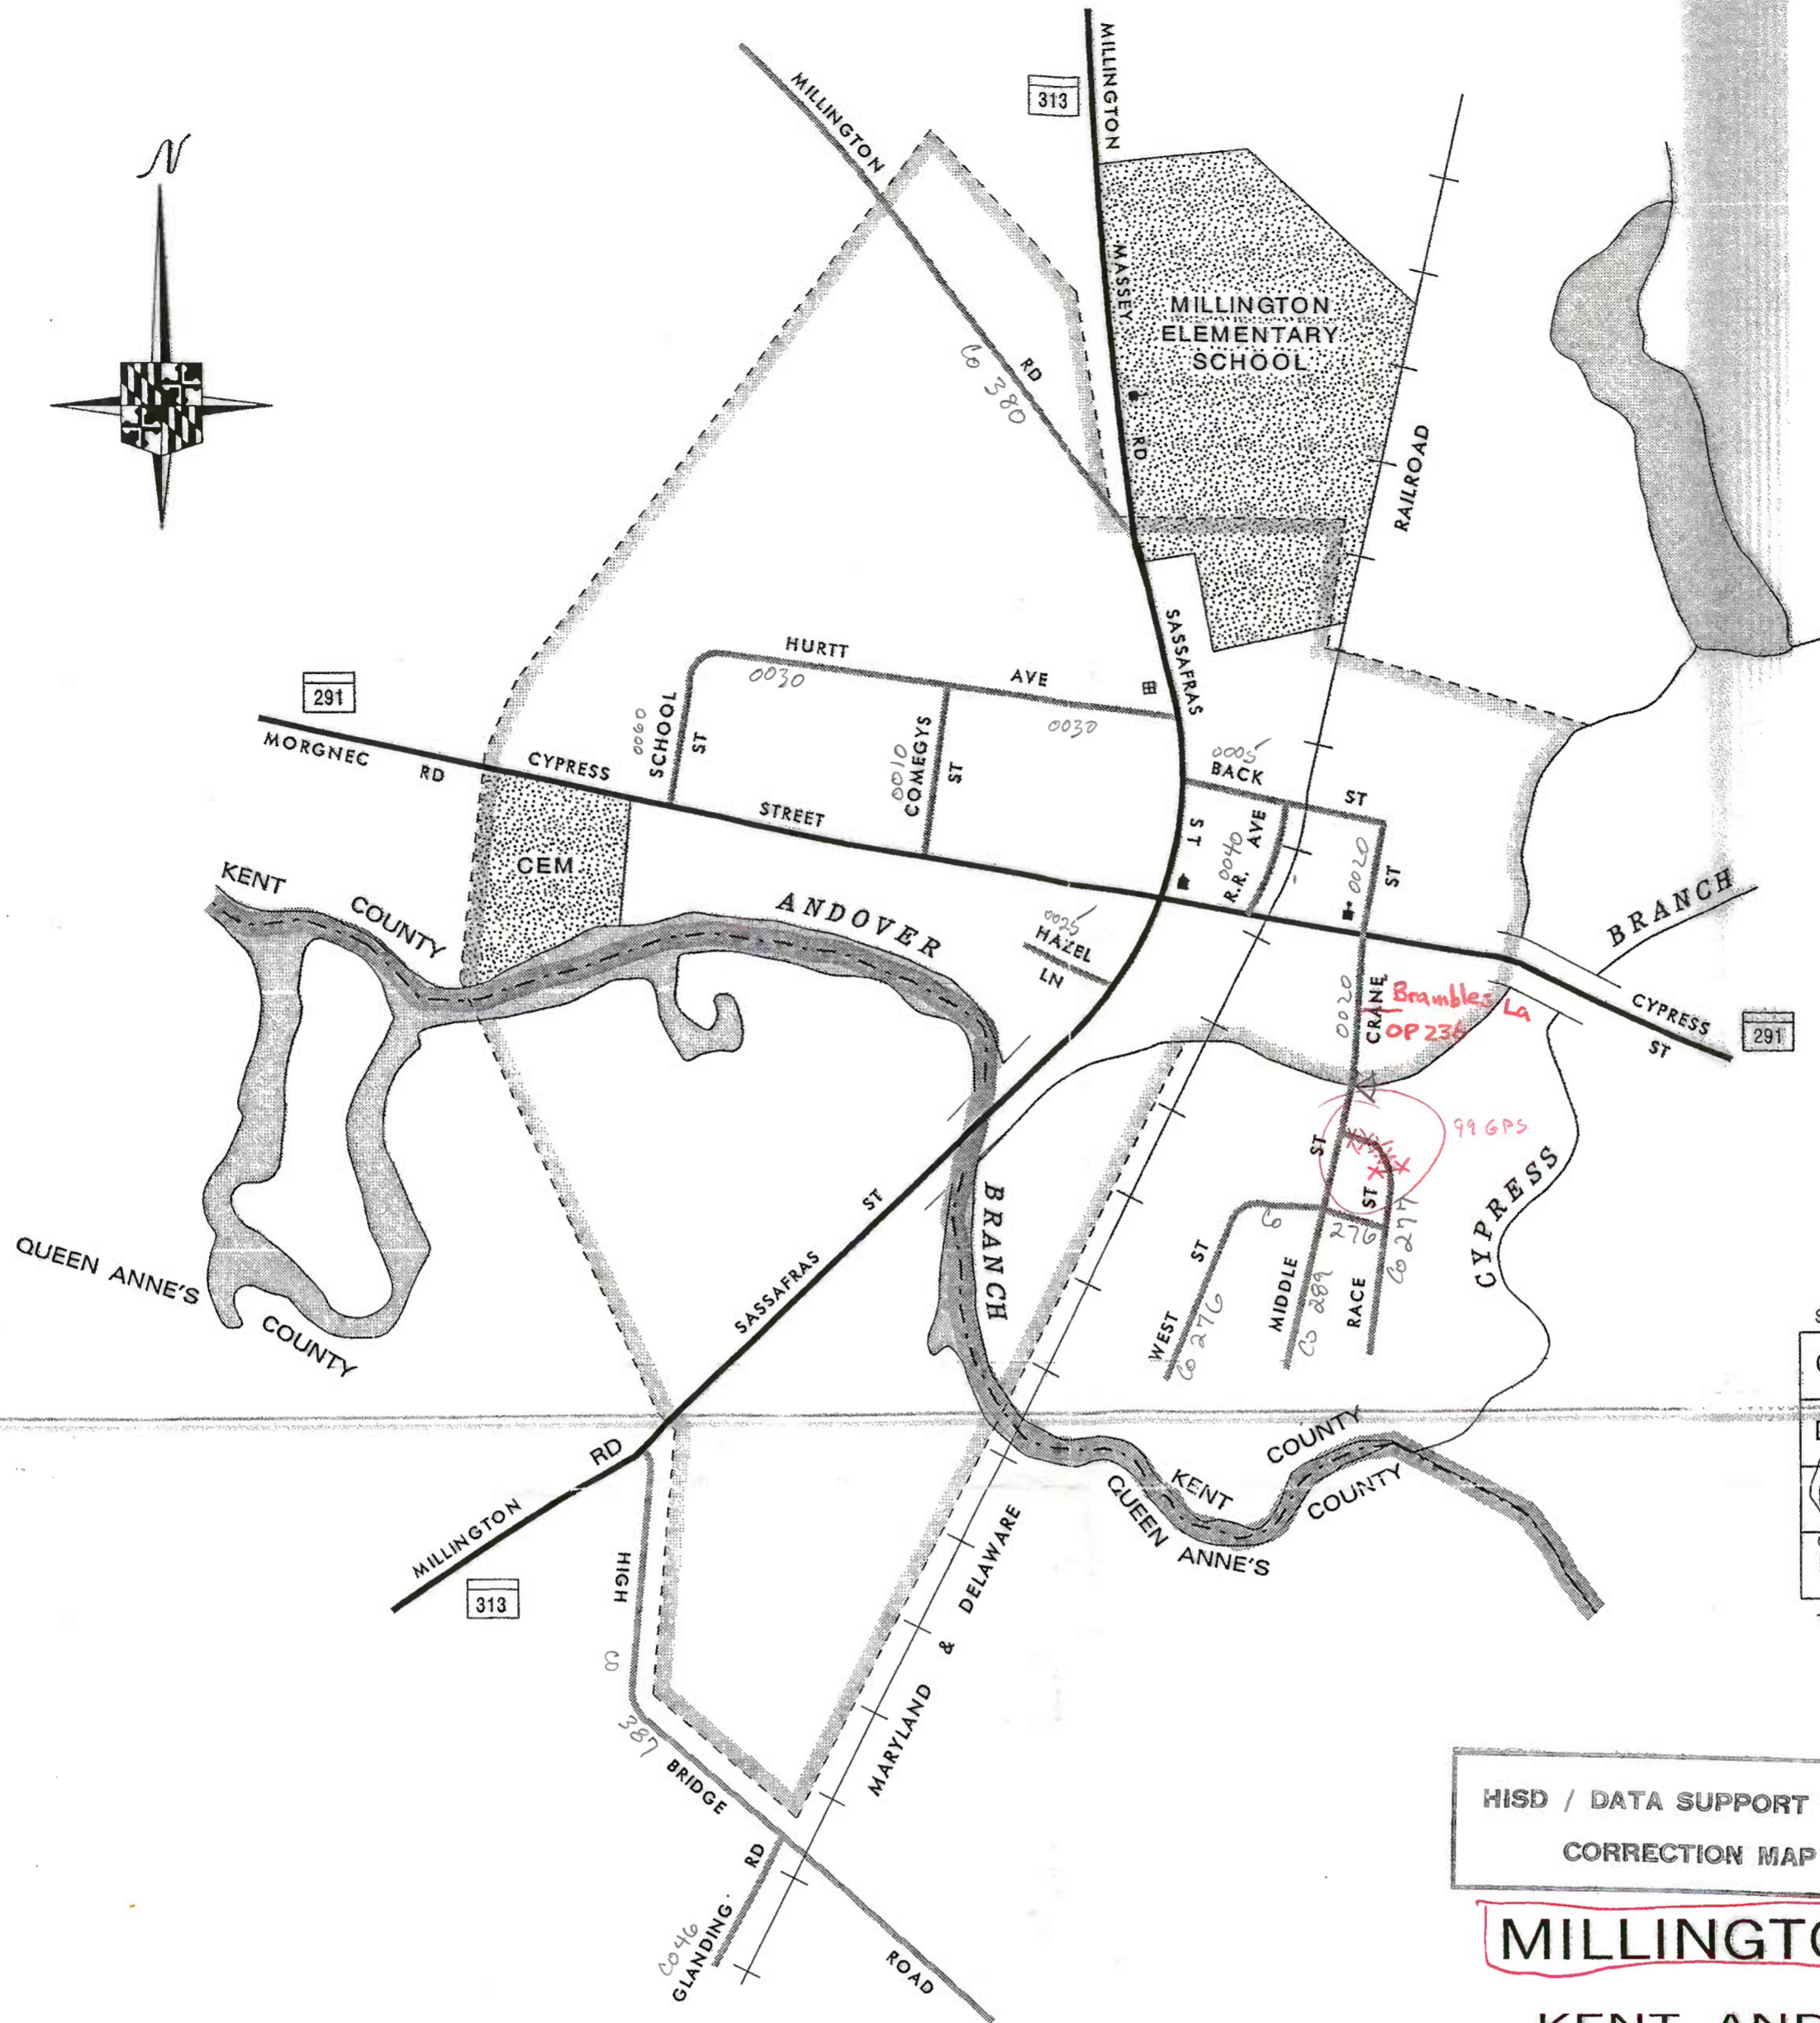 N
MILLINGTON
RD
Co 380
313
MILLINGTON
MASSEY
RD
MILLINGTON
ELEMENTARY
SCHOOL
RAILROAD
SASSAFRAS
ST
HURTT
AVE
0030
0030
291
MORGNEC
RD
CYPRESS
STREET
0060
SCHOOL
ST
0010
COMEGYS
ST
0005
BACK
ST
0040
R.R. AVE
0020
ST
CEM.
KENT
COUNTY
ANDOVER
0025
HAZEL
LN
BRANCH
CYPRESS
ST
291
0020
CRANE
Brambles La
OP 236
99 GPS
ST
ST
CYPRESS
BRANCH
Co
276
Co 277
WEST
ST
Co 276
MIDDLE
Co 289
RACE
QUEEN ANNE'S
COUNTY
SASSAFRAS
ST
RD
MILLINGTON
313
KENT
COUNTY
QUEEN ANNE'S
COUNTY
HIGH
Co
387
BRIDGE
ROAD
MARYLAND & DELAWARE
RD
GLANDING
Co 46
HISD / DATA SUPPORT
CORRECTION MAP
MILLINGTO
KENT AND